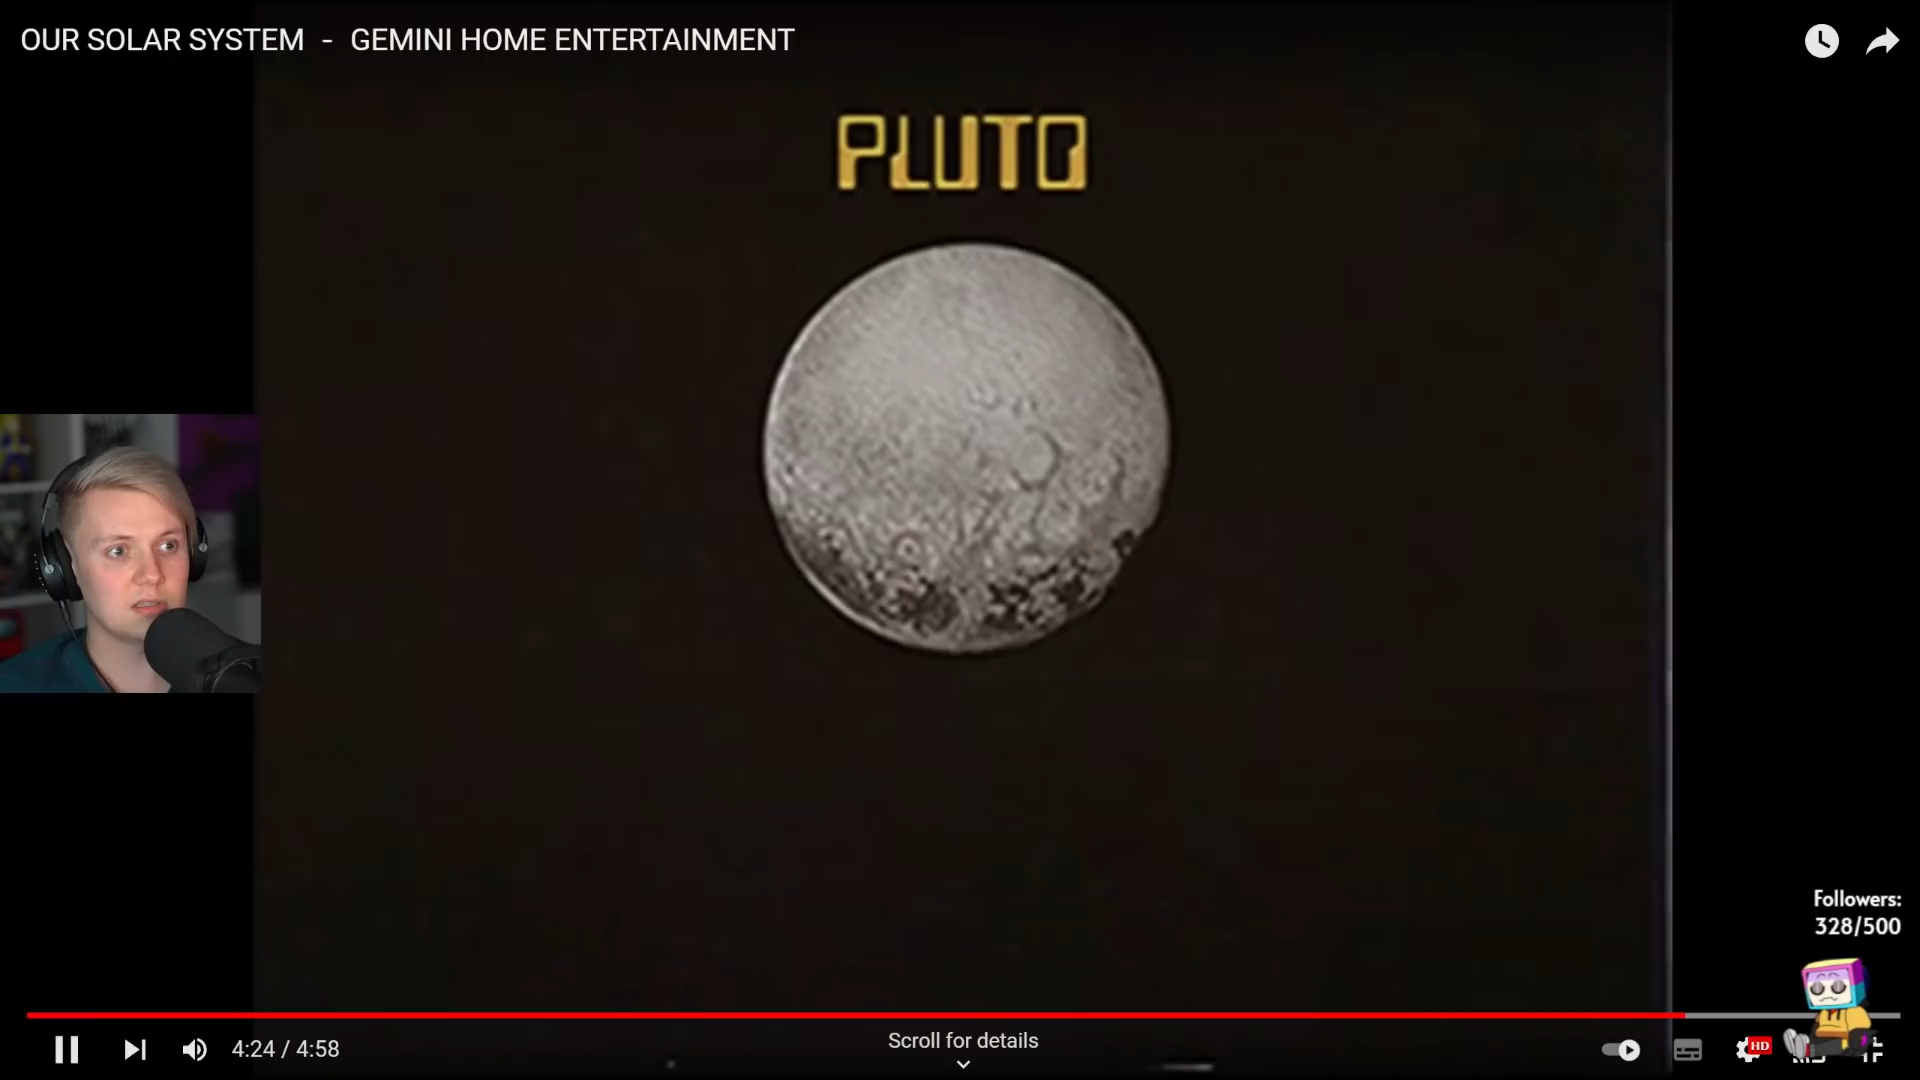 OUR SOLAR SYSTEM - GEMINI HOME ENTERTAINMENT
PLUTO
Followers:
328/500
4:24 / 4:58
Scroll for details
HD